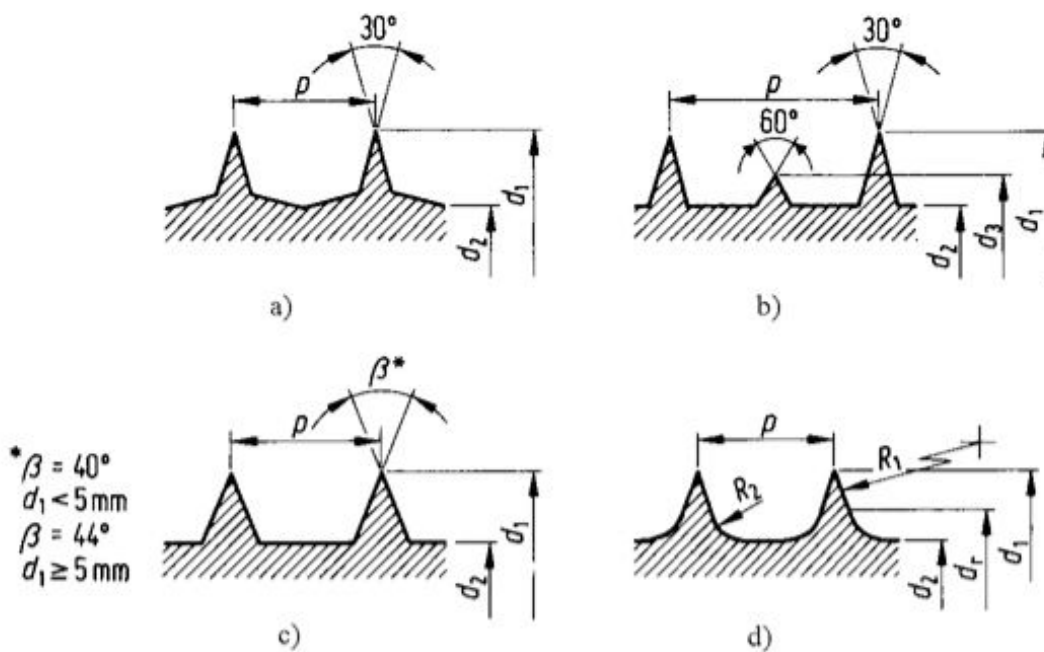 30°
p
d₁
d₂
a)
30°
p
60°
d₂
d₃
d₁
b)
* β = 40°
d₁ < 5 mm
β = 44°
d₁ ≥ 5 mm
β*
p
d₁
d₂
c)
p
R₁
R₂
d₂
dᵣ
d₁
d)